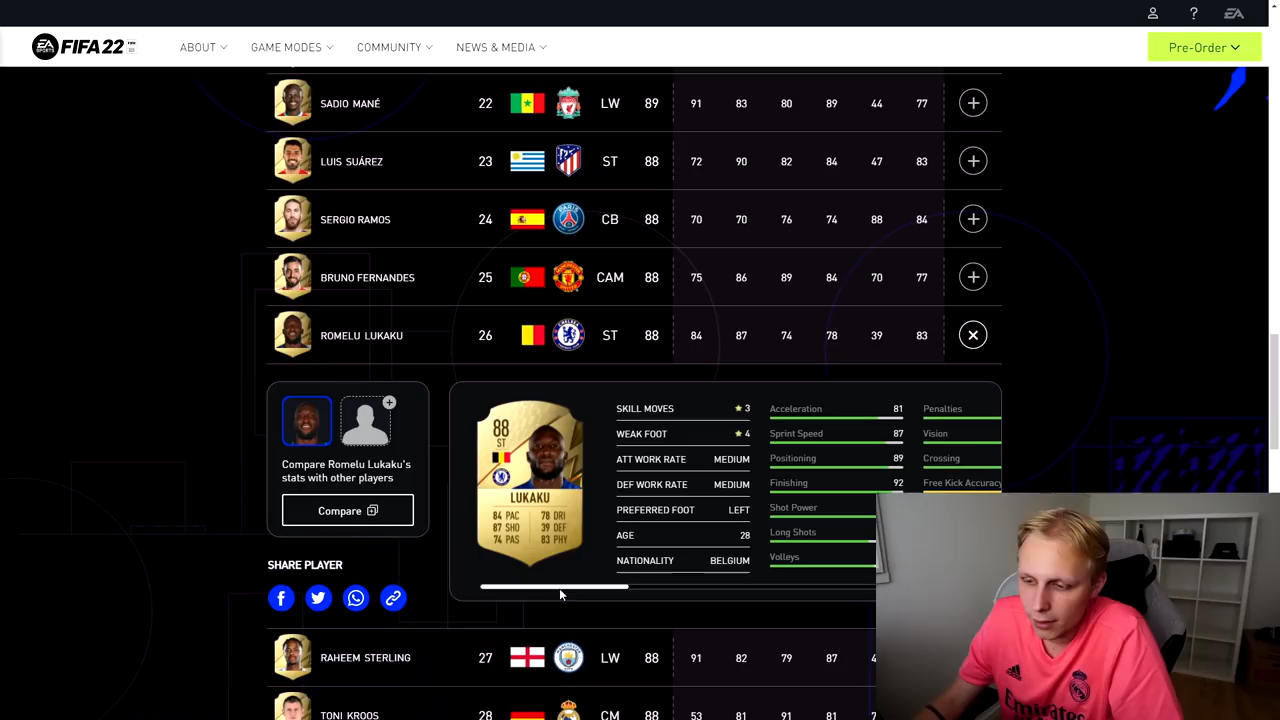 EA
EA SPORTS FIFA 22
ABOUT GAME MODES COMMUNITY NEWS & MEDIA Pre-Order
SADIO MANÉ 22 LW 89 91 83 80 89 44 77
LUIS SUÁREZ 23 ST 88 72 90 82 84 47 83
SERGIO RAMOS 24 CB 88 70 70 76 74 88 84
BRUNO FERNANDES 25 CAM 88 75 86 89 84 70 77
ROMELU LUKAKU 26 ST 88 84 87 74 78 39 83
Compare Romelu Lukaku's
stats with other players
Compare
SHARE PLAYER
88
ST
LUKAKU
84 PAC 78 DRI
87 SHO 39 DEF
74 PAS 83 PHY
SKILL MOVES 3
WEAK FOOT 4
ATT WORK RATE MEDIUM
DEF WORK RATE MEDIUM
PREFERRED FOOT LEFT
AGE 28
NATIONALITY BELGIUM
Acceleration 81
Sprint Speed 87
Positioning 89
Finishing 92
Shot Power
Long Shots
Volleys
Penalties
Vision
Crossing
Free Kick Accuracy
RAHEEM STERLING 27 LW 88 91 82 79 87
TONI KROOS 28 CM 88 53 81 91 81
adidas